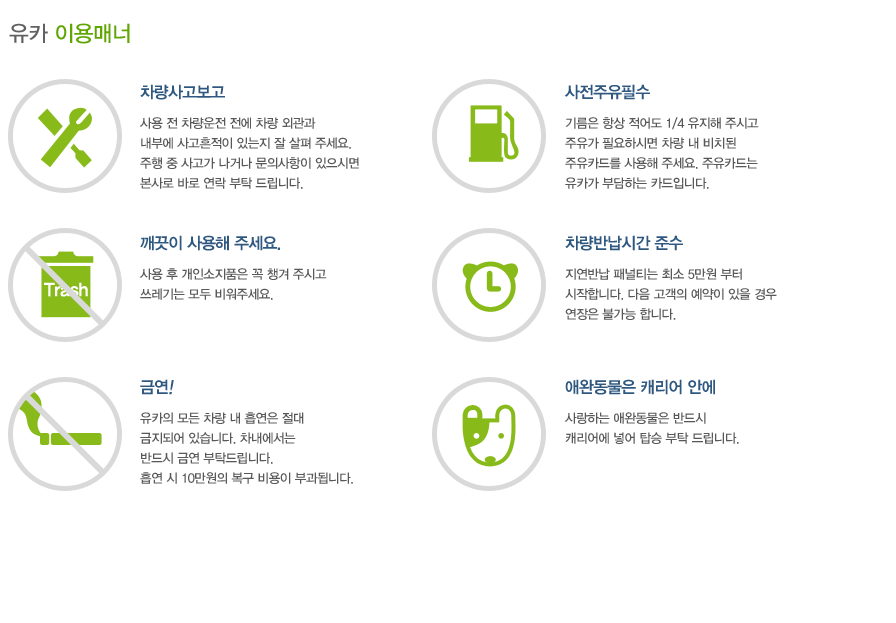 유카 이용매너
차량사고보고
사용 전 차량운전 전에 차량 외관과
내부에 사고흔적이 있는지 잘 살펴 주세요.
주행 중 사고가 나거나 문의사항이 있으시면
본사로 바로 연락 부탁 드립니다.
사전주유필수
기름은 항상 적어도 1/4 유지해 주시고
주유가 필요하시면 차량 내 비치된
주유카드를 사용해 주세요. 주유카드는
유카가 부담하는 카드입니다.
Trash
깨끗이 사용해 주세요.
사용 후 개인소지품은 꼭 챙겨 주시고
쓰레기는 모두 비워주세요.
차량반납시간 준수
지연반납 패널티는 최소 5만원 부터
시작합니다. 다음 고객의 예약이 있을 경우
연장은 불가능 합니다.
금연!
유카의 모든 차량 내 흡연은 절대
금지되어 있습니다. 차내에서는
반드시 금연 부탁드립니다.
흡연 시 10만원의 복구 비용이 부과됩니다.
애완동물은 캐리어 안에
사랑하는 애완동물은 반드시
캐리어에 넣어 탑승 부탁 드립니다.